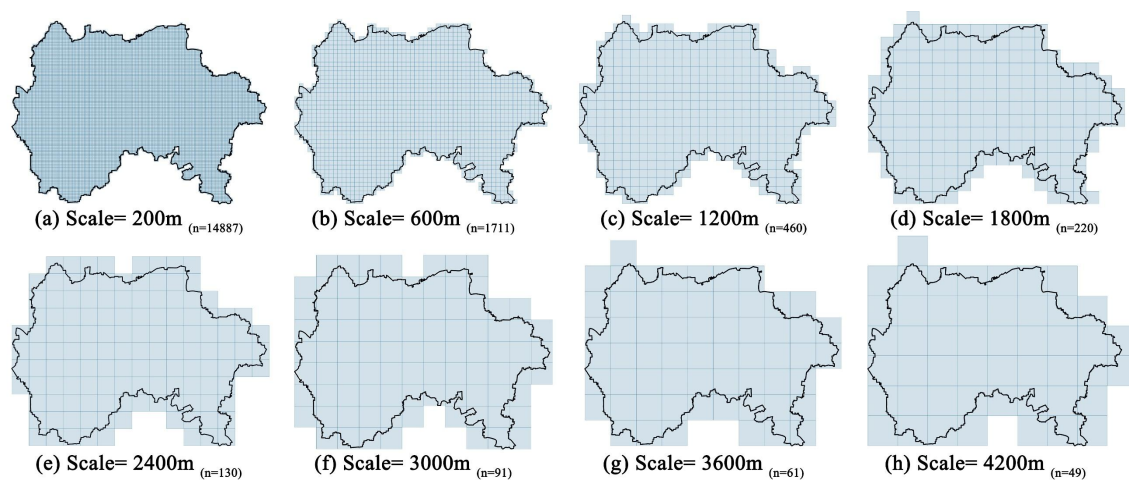 (a) Scale= 200m (n=14887)
(b) Scale= 600m (n=1711)
(c) Scale= 1200m (n=460)
(d) Scale= 1800m (n=220)
(e) Scale= 2400m (n=130)
(f) Scale= 3000m (n=91)
(g) Scale= 3600m (n=61)
(h) Scale= 4200m (n=49)